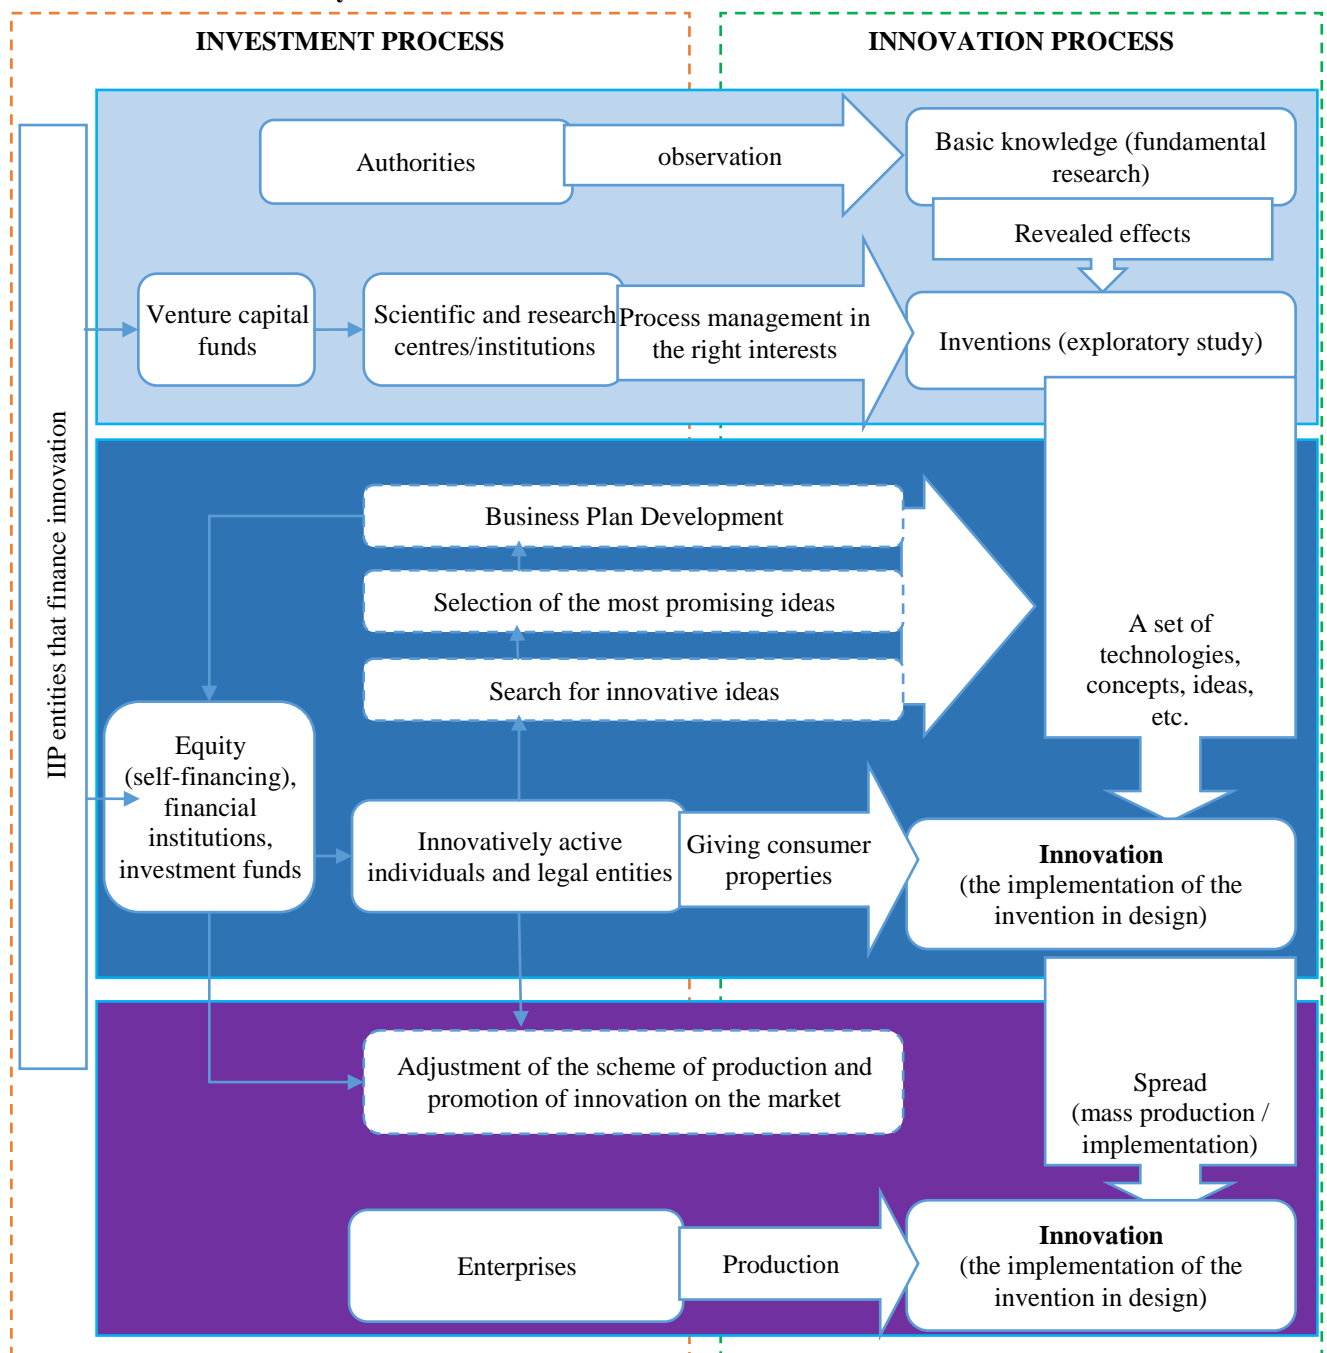 INVESTMENT PROCESS
INNOVATION PROCESS
IIP entities that finance innovation
Authorities
observation
Basic knowledge (fundamental
research)
Revealed effects
Venture capital
funds
Scientific and research
centres/institutions
Process management in
the right interests
Inventions (exploratory study)
Business Plan Development
Selection of the most promising ideas
Search for innovative ideas
A set of
technologies,
concepts, ideas,
etc.
Equity
(self-financing),
financial
institutions,
investment funds
Innovatively active
individuals and legal entities
Giving consumer
properties
Innovation
(the implementation of the
invention in design)
Adjustment of the scheme of production and
promotion of innovation on the market
Spread
(mass production /
implementation)
Enterprises
Production
Innovation
(the implementation of the
invention in design)